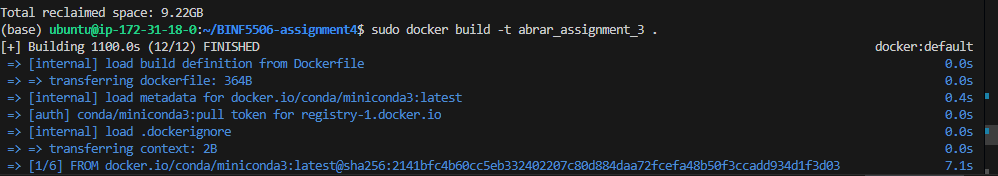 Total reclaimed space: 9.22GB
(base) ubuntu@ip-172-31-18-0:~/BINF5506-assignment4$ sudo docker build -t abrar_assignment_3 .
[+] Building 1100.0s (12/12) FINISHED docker:default
=> [internal] load build definition from Dockerfile 0.0s
=> => transferring dockerfile: 364B 0.0s
=> [internal] load metadata for docker.io/conda/miniconda3:latest 0.4s
=> [auth] conda/miniconda3:pull token for registry-1.docker.io 0.0s
=> [internal] load .dockerignore 0.0s
=> => transferring context: 2B 0.0s
=> [1/6] FROM docker.io/conda/miniconda3:latest@sha256:2141bfc4b60cc5eb332402207c80d884daa72fcefa48b50f3ccadd934d1f3d03 7.1s